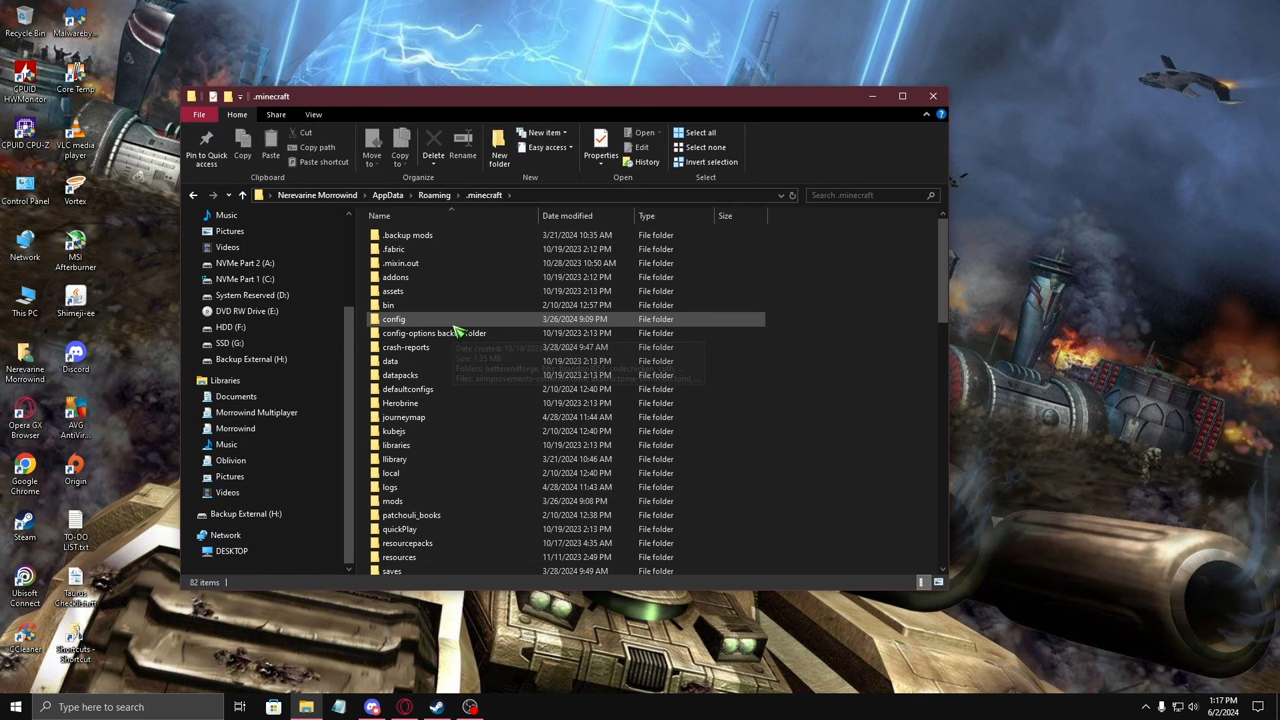 Recycle Bin
Malwareby...
CPUID HWMonitor
Core Temp
CPUID CPU-Z
VLC media player
Control Panel
Vortex
Network
MSI Afterburner
This PC
Shimeji-ee
Nerevarine Morrowind
Discord
Opera GX Browser
AVG AntiVir...
Google Chrome
Origin
Steam
TO-DO LIST.txt
Ubisoft Connect
Taurus Checklist.rtf
CCleaner
Shortcuts - Shortcut
.minecraft
File Home Share View
Pin to Quick access
Copy
Paste
Cut
Copy path
Paste shortcut
Clipboard
Move to
Copy to
Delete
Rename
Organize
New folder
New item
Easy access
New
Properties
Open
Edit
History
Open
Select all
Select none
Invert selection
Select
Nerevarine Morrowind > AppData > Roaming > .minecraft >
Search .minecraft
Music
Pictures
Videos
NVMe Part 2 (A:)
NVMe Part 1 (C:)
System Reserved (D:)
DVD RW Drive (E:)
HDD (F:)
SSD (G:)
Backup External (H:)
Libraries
Documents
Morrowind Multiplayer
Morrowind
Music
Oblivion
Pictures
Videos
Backup External (H:)
Network
DESKTOP
Name Date modified Type Size
.backup mods 3/21/2024 10:35 AM File folder
.fabric 10/19/2023 2:12 PM File folder
.mixin.out 10/28/2023 10:50 AM File folder
addons 10/19/2023 2:12 PM File folder
assets 10/19/2023 2:13 PM File folder
bin 2/10/2024 12:57 PM File folder
config 3/26/2024 9:09 PM File folder
config-options back folder 10/19/2023 2:13 PM File folder
crash-reports 3/28/2024 9:47 AM File folder
data 10/19/2023 2:13 PM File folder
datapacks 10/19/2023 2:13 PM File folder
defaultconfigs 2/10/2024 12:40 PM File folder
Herobrine 10/19/2023 2:13 PM File folder
journeymap 4/28/2024 11:44 AM File folder
kubejs 2/10/2024 12:40 PM File folder
libraries 10/19/2023 2:13 PM File folder
llibrary 3/21/2024 10:46 AM File folder
local 2/10/2024 12:40 PM File folder
logs 4/28/2024 11:43 AM File folder
mods 3/26/2024 9:08 PM File folder
patchouli_books 2/10/2024 12:38 PM File folder
quickPlay 10/19/2023 2:13 PM File folder
resourcepacks 10/17/2023 4:35 AM File folder
resources 11/11/2023 2:49 PM File folder
saves 3/28/2024 9:49 AM File folder
Date created: 10/19/202
Size: 1.35 MB
82 items
Type here to search
1:17 PM
6/2/2024